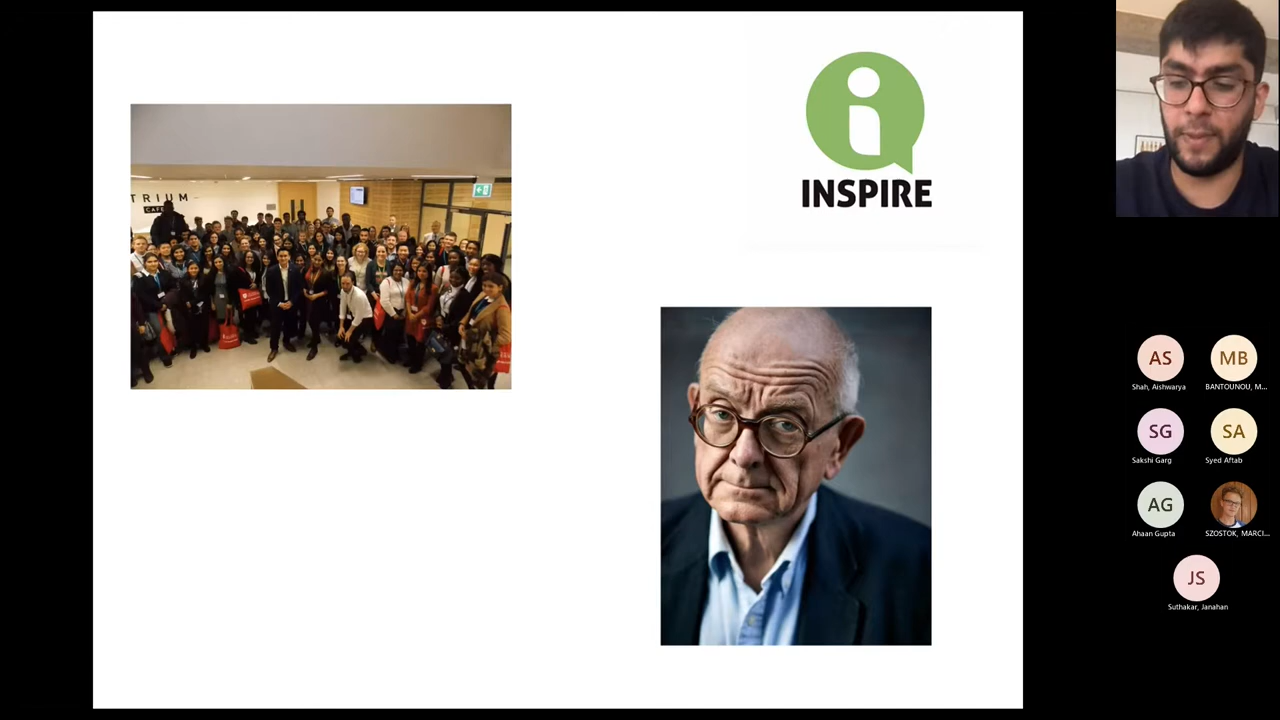 TRIUM
CAFE
INSPIRE
AS
MB
Shah, Aishwarya
BANTOUNOU, M...
SG
SA
Sakshi Garg
Syed Aftab
AG
Ahaan Gupta
SZOSTOK, MARCI...
JS
Suthakar, Janahan